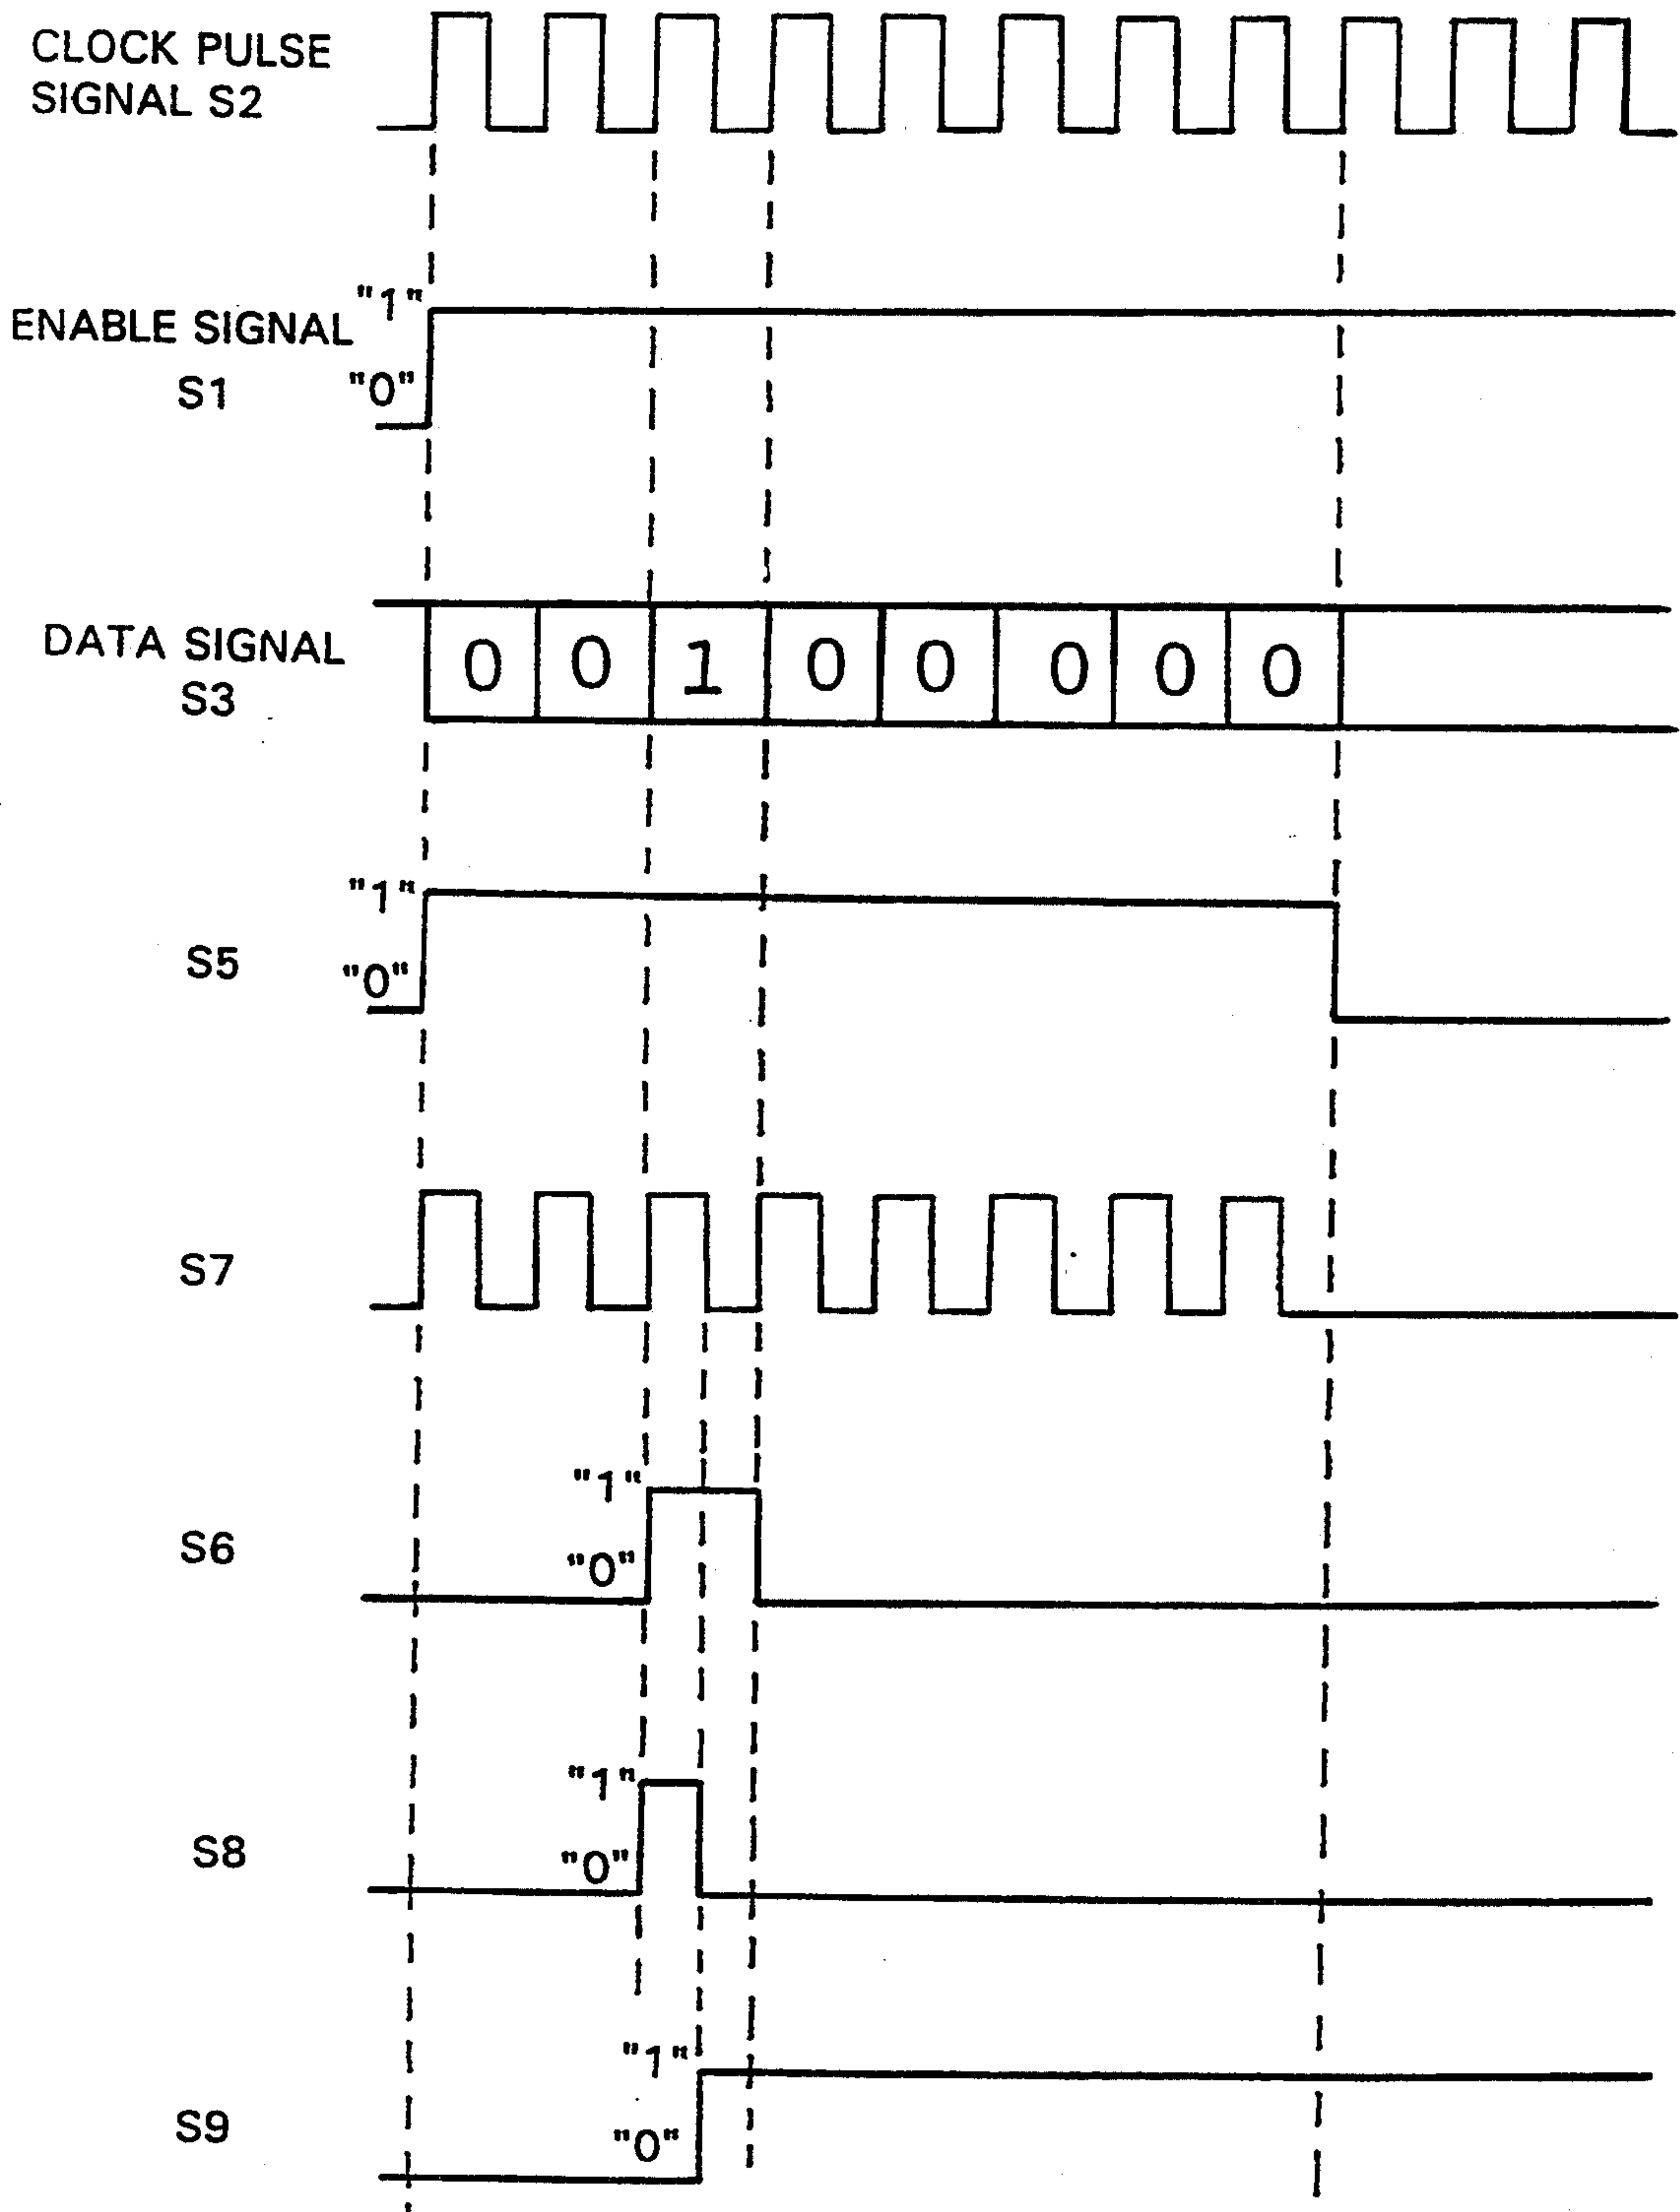 CLOCK PULSE
SIGNAL S2
"1"
ENABLE SIGNAL
"0"
S1
DATA SIGNAL
S3
0 0 1 0 0 0 0 0
"1"
S5
"0"
S7
"1"
S6
"0"
"1"
S8
"0"
"1"
S9
"0"